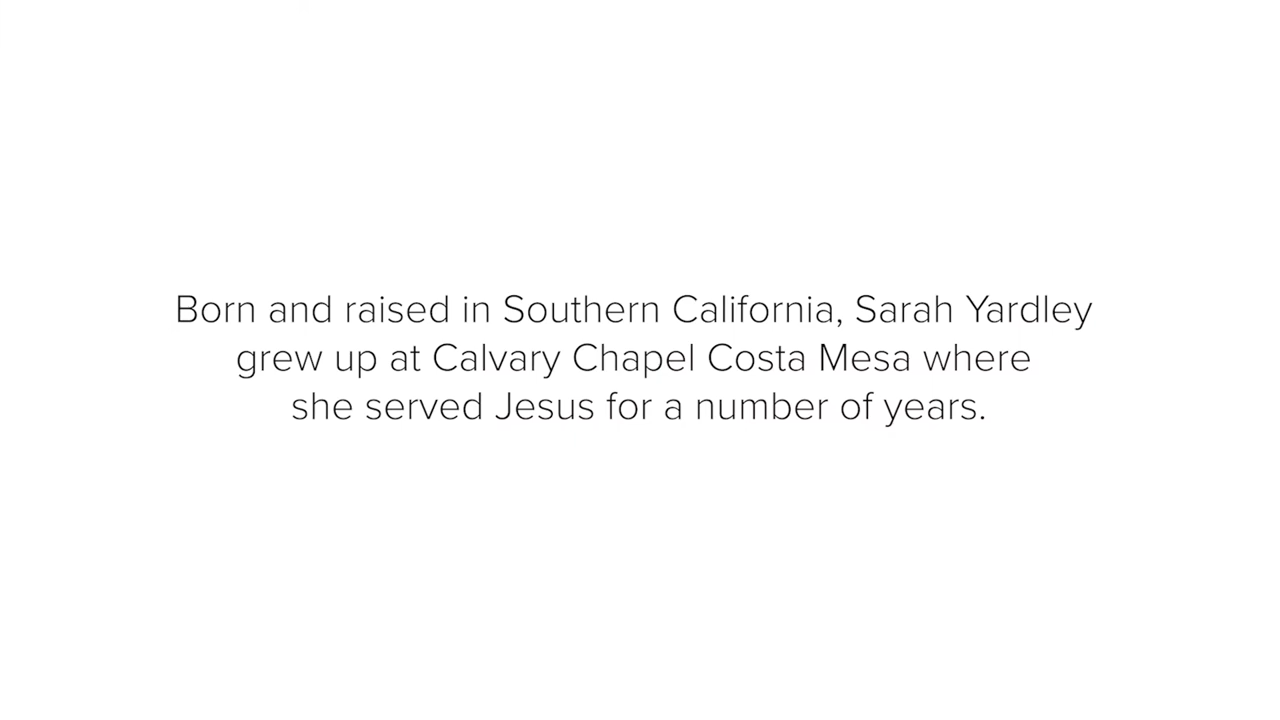 Born and raised in Southern California, Sarah Yardley
grew up at Calvary Chapel Costa Mesa where
she served Jesus for a number of years.